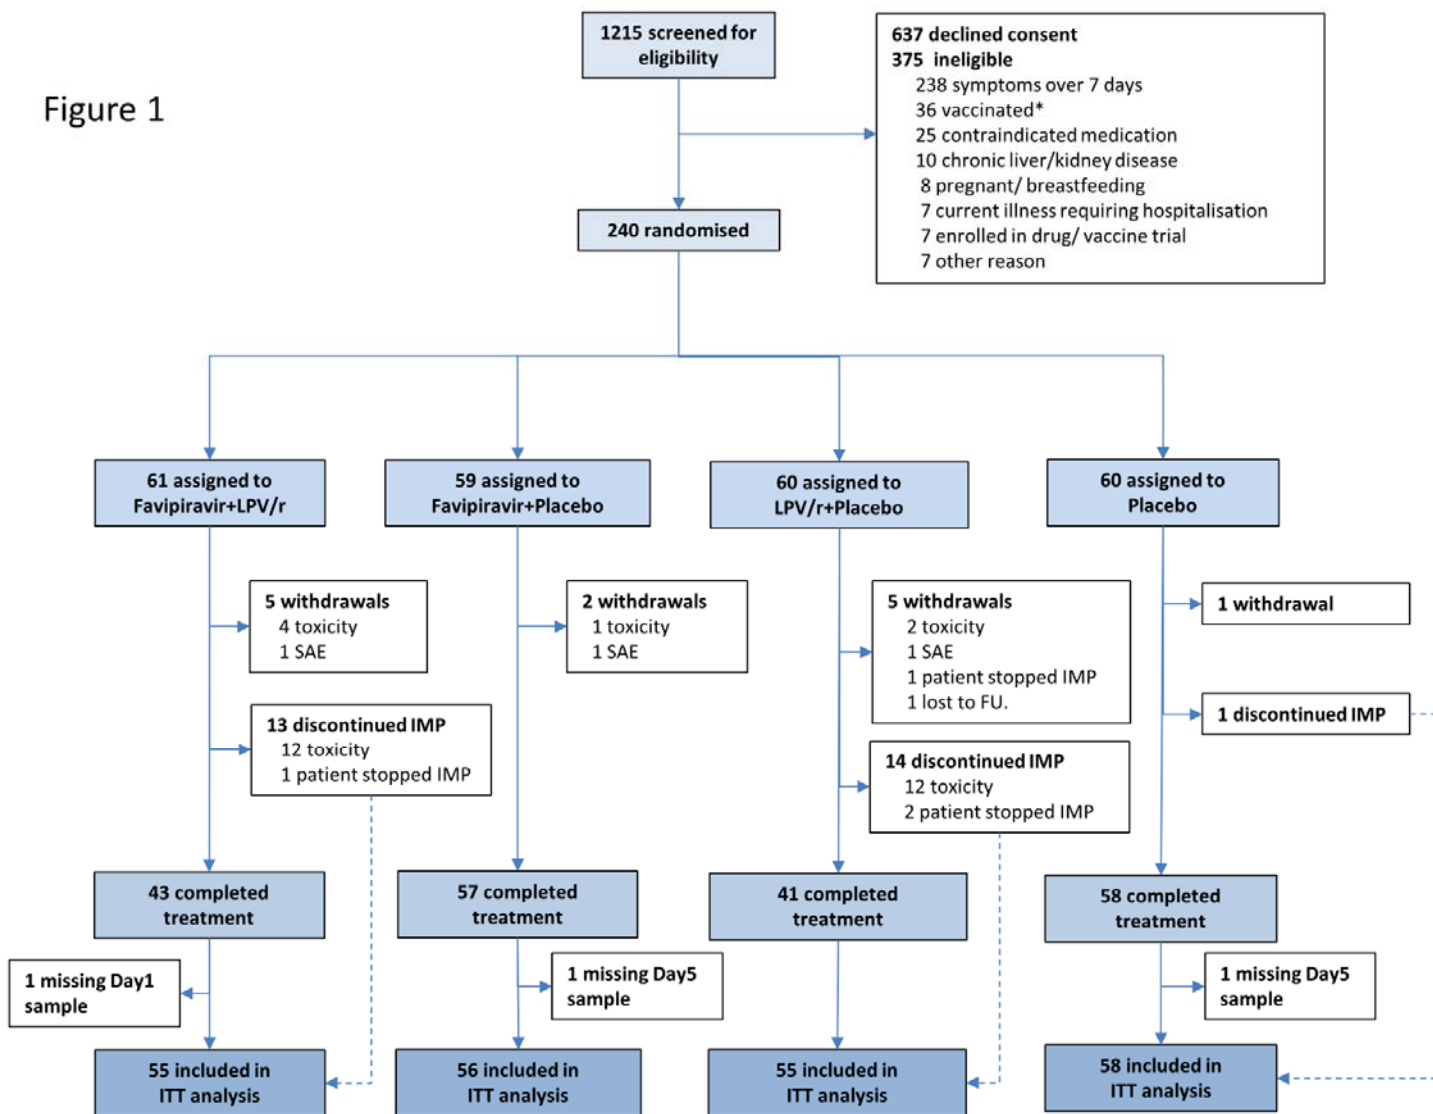 Figure 1
1215 screened for
eligibility
637 declined consent
375 ineligible
238 symptoms over 7 days
36 vaccinated*
25 contraindicated medication
10 chronic liver/kidney disease
8 pregnant/ breastfeeding
7 current illness requiring hospitalisation
7 enrolled in drug/ vaccine trial
7 other reason
240 randomised
61 assigned to
Favipiravir+LPV/r
59 assigned to
Favipiravir+Placebo
60 assigned to
LPV/r+Placebo
60 assigned to
Placebo
5 withdrawals
4 toxicity
1 SAE
2 withdrawals
1 toxicity
1 SAE
5 withdrawals
2 toxicity
1 SAE
1 patient stopped IMP
1 lost to FU.
1 withdrawal
13 discontinued IMP
12 toxicity
1 patient stopped IMP
14 discontinued IMP
12 toxicity
2 patient stopped IMP
1 discontinued IMP
43 completed
treatment
57 completed
treatment
41 completed
treatment
58 completed
treatment
1 missing Day1
sample
1 missing Day5
sample
1 missing Day5
sample
55 included in
ITT analysis
56 included in
ITT analysis
55 included in
ITT analysis
58 included in
ITT analysis